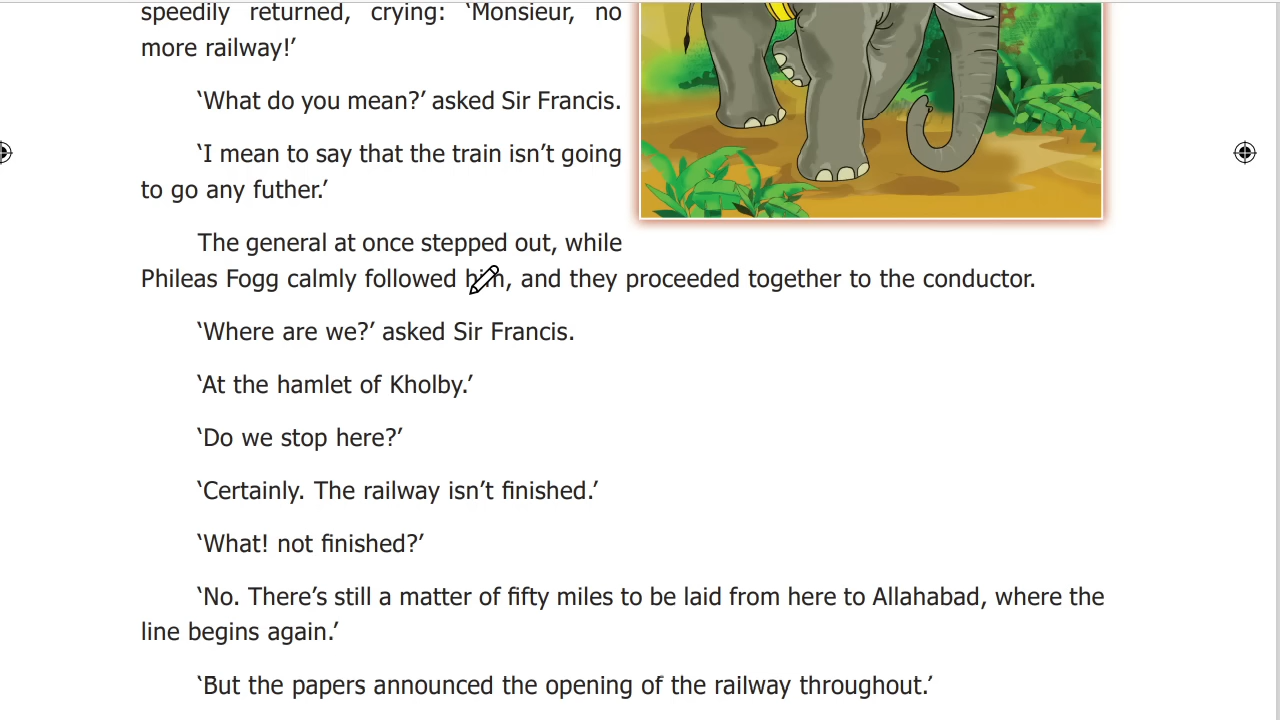 speedily returned, crying: ‘Monsieur, no
more railway!’
‘What do you mean?’ asked Sir Francis.
‘I mean to say that the train isn’t going
to go any futher.’
The general at once stepped out, while
Phileas Fogg calmly followed him, and they proceeded together to the conductor.
‘Where are we?’ asked Sir Francis.
‘At the hamlet of Kholby.’
‘Do we stop here?’
‘Certainly. The railway isn’t finished.’
‘What! not finished?’
‘No. There’s still a matter of fifty miles to be laid from here to Allahabad, where the
line begins again.’
‘But the papers announced the opening of the railway throughout.’